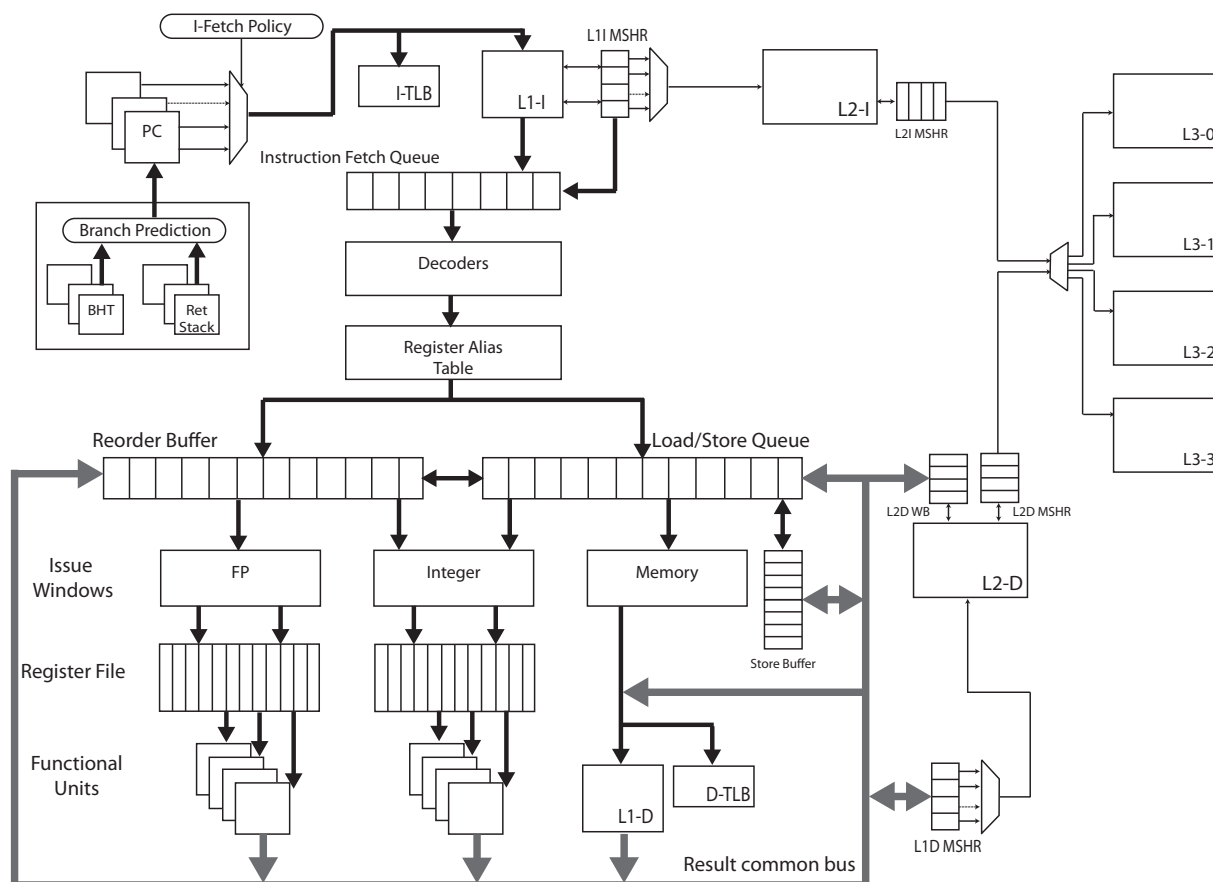 I-Fetch Policy
L1I MSHR
I-TLB
L1-I
L2-I
L2I MSHR
L3-0
PC
Instruction Fetch Queue
Branch Prediction
BHT
Ret
Stack
Decoders
L3-1
Register Alias
Table
L3-2
Reorder Buffer
Load/Store Queue
L3-3
L2D WB
L2D MSHR
Issue
Windows
FP
Integer
Memory
L2-D
Store Buffer
Register File
Functional
Units
L1-D
D-TLB
L1D MSHR
Result common bus